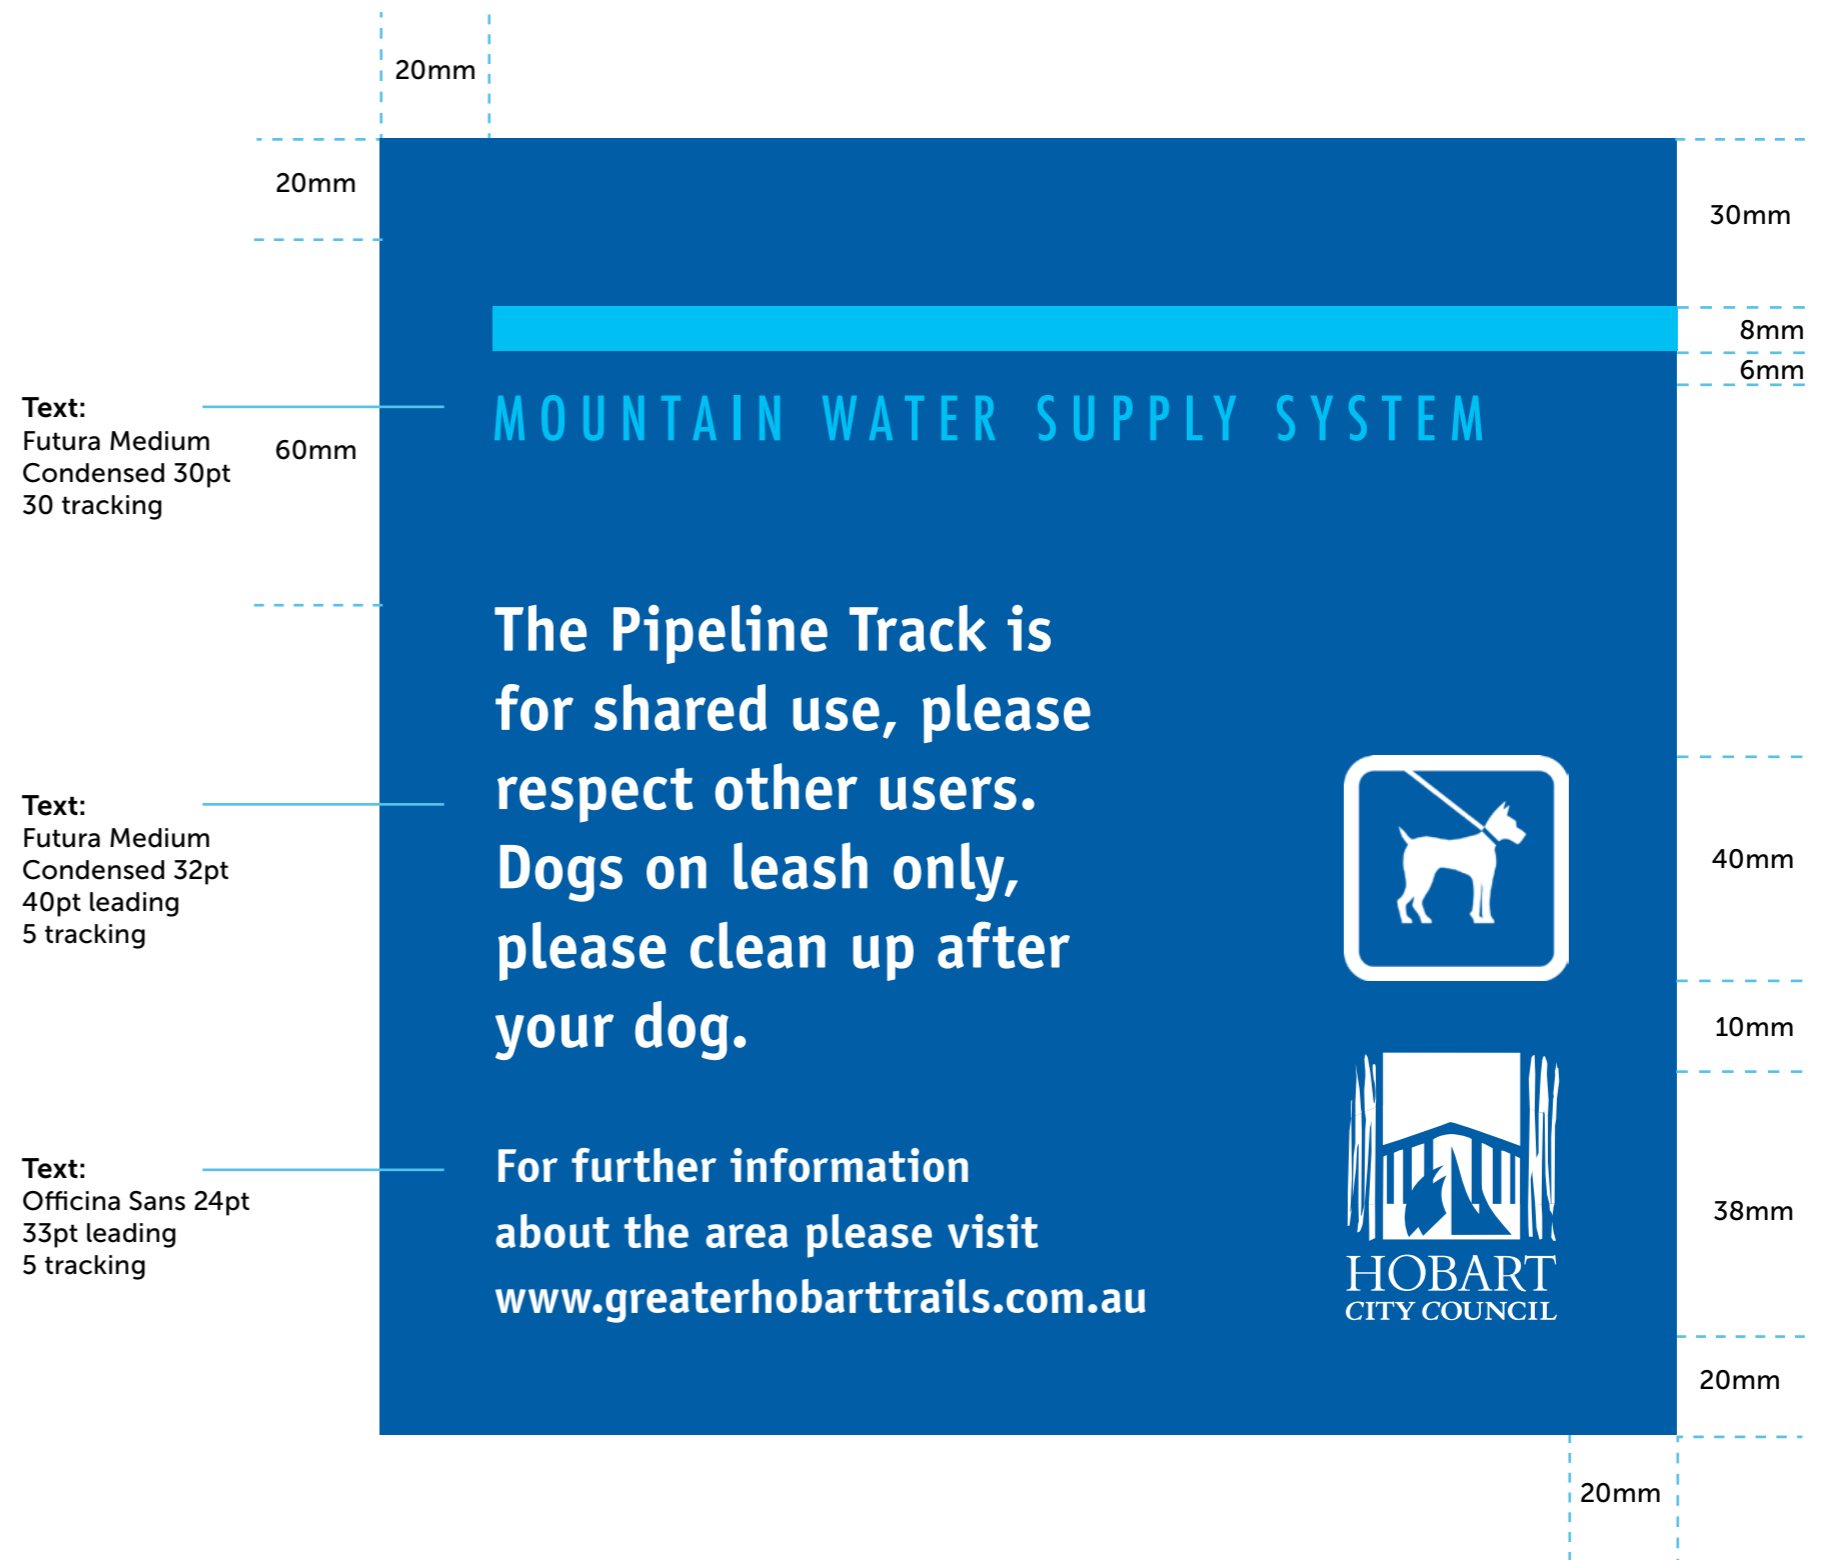 20mm
20mm
30mm
8mm
6mm
Text:
Futura Medium
Condensed 30pt
30 tracking
60mm
MOUNTAIN WATER SUPPLY SYSTEM
The Pipeline Track is
for shared use, please
respect other users.
Dogs on leash only,
please clean up after
your dog.
Text:
Futura Medium
Condensed 32pt
40pt leading
5 tracking
40mm
10mm
Text:
Officina Sans 24pt
33pt leading
5 tracking
For further information
about the area please visit
www.greaterhobarttrails.com.au
38mm
HOBART
CITY COUNCIL
20mm
20mm